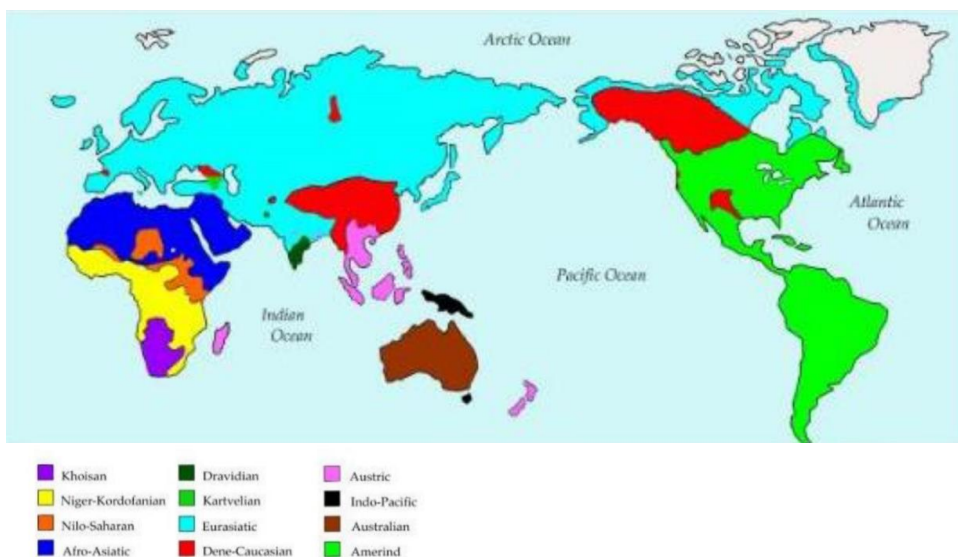 Arctic Ocean
Atlantic
Ocean
Pacific Ocean
Indian
Ocean
Khoisan
Niger-Kordofanian
Nilo-Saharan
Afro-Asiatic
Dravidian
Kartvelian
Eurasiatic
Dene-Caucasian
Austric
Indo-Pacific
Australian
Amerind